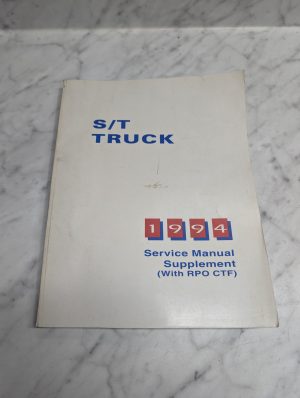 S/T
TRUCK
1994
Service Manual
Supplement
(With RPO CTF)